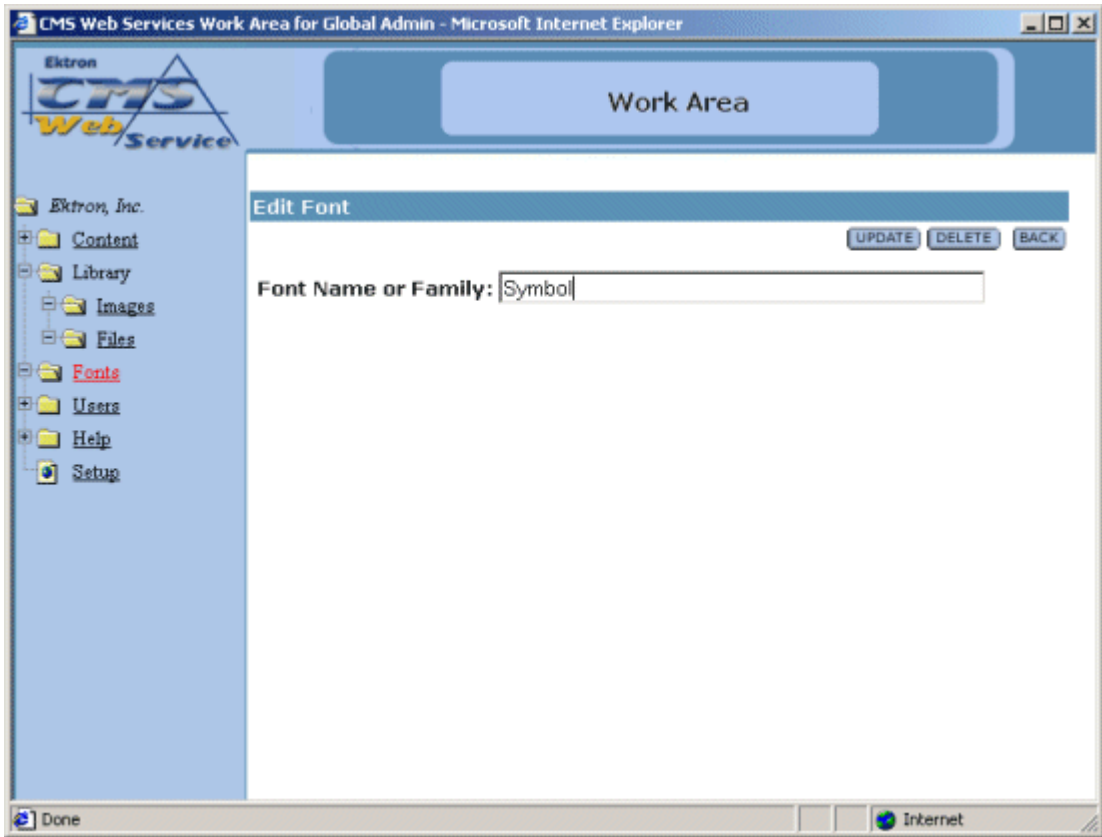 CMS Web Services Work Area for Global Admin - Microsoft Internet Explorer
Ektron
CMS
Web
Service
Work Area
Ektron, Inc.
Content
Library
Images
Files
Fonts
Users
Help
Setup
Edit Font
UPDATE DELETE BACK
Font Name or Family: Symbol
Done
Internet